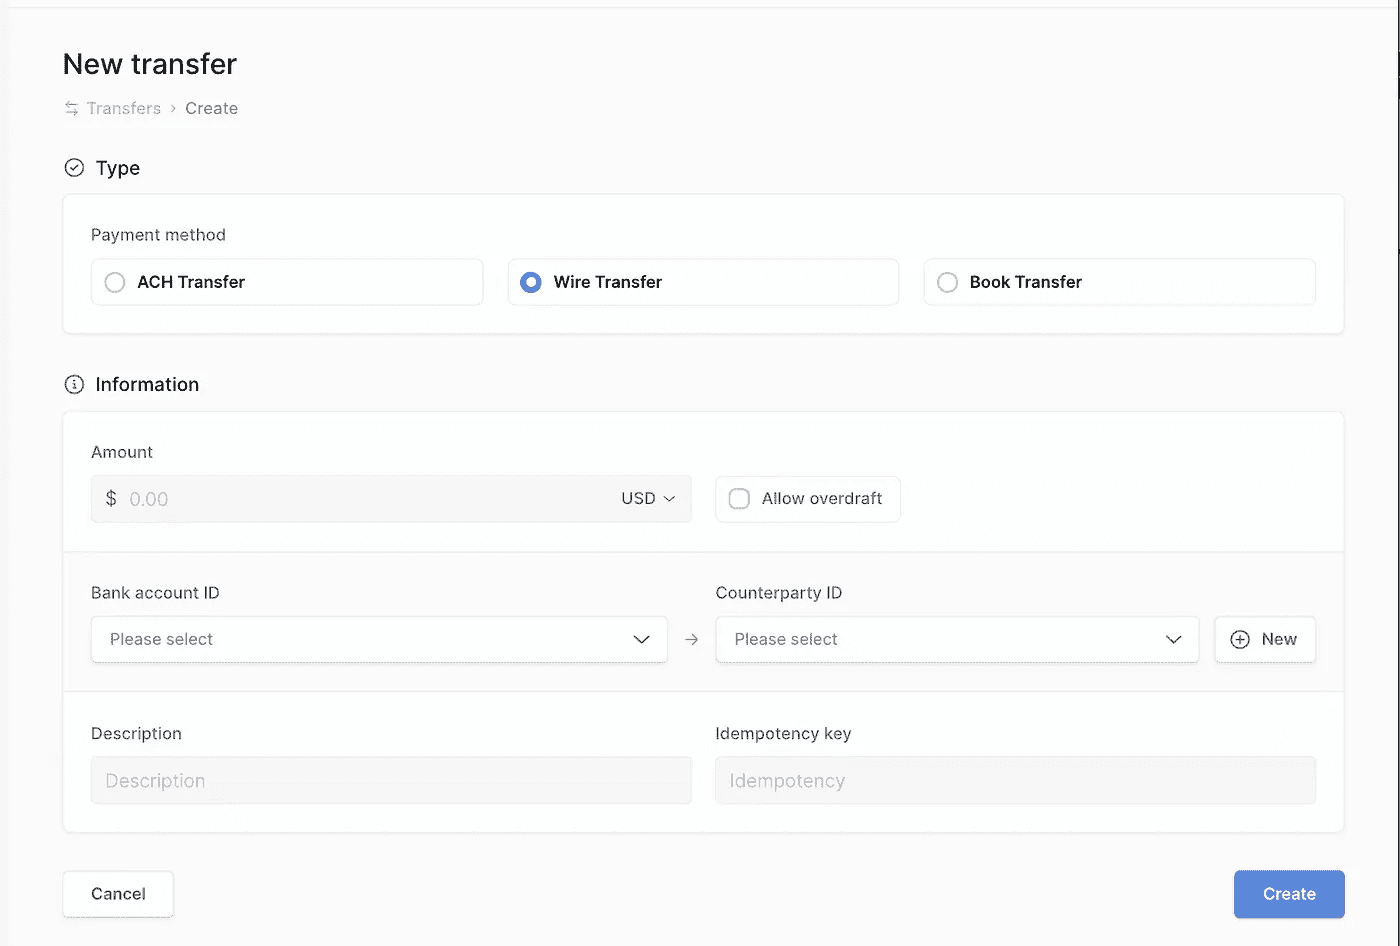 New transfer
Transfers › Create
Type
Payment method
ACH Transfer
Wire Transfer
Book Transfer
Information
Amount
$ 0.00 USD
Allow overdraft
Bank account ID
Counterparty ID
Please select
→
Please select
New
Description
Idempotency key
Description
Idempotency
Cancel
Create